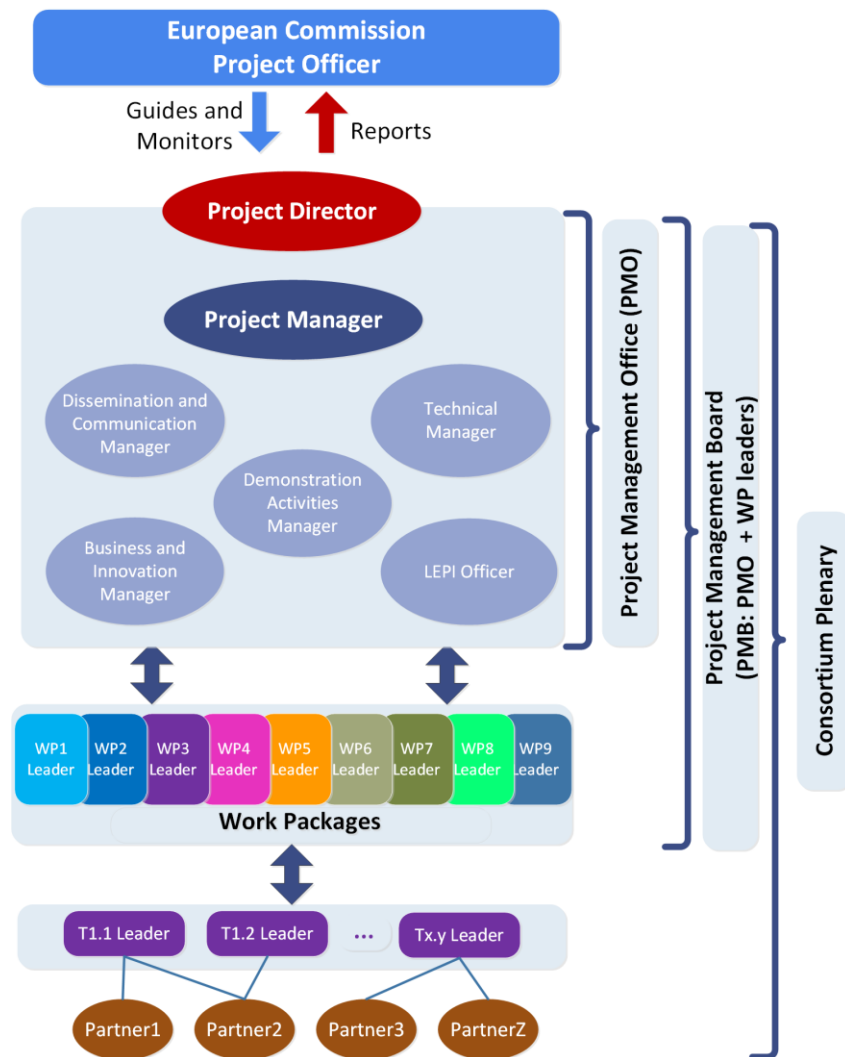 European Commission
Project Officer
Guides and
Monitors
Reports
Project Director
Project Manager
Dissemination and
Communication
Manager
Technical
Manager
Demonstration
Activities
Manager
Business and
Innovation
Manager
LEPI Officer
Project Management Office (PMO)
Project Management Board
(PMB: PMO + WP leaders)
Consortium Plenary
WP1
Leader
WP2
Leader
WP3
Leader
WP4
Leader
WP5
Leader
WP6
Leader
WP7
Leader
WP8
Leader
WP9
Leader
Work Packages
T1.1 Leader
T1.2 Leader
...
Tx.y Leader
Partner1
Partner2
Partner3
PartnerZ